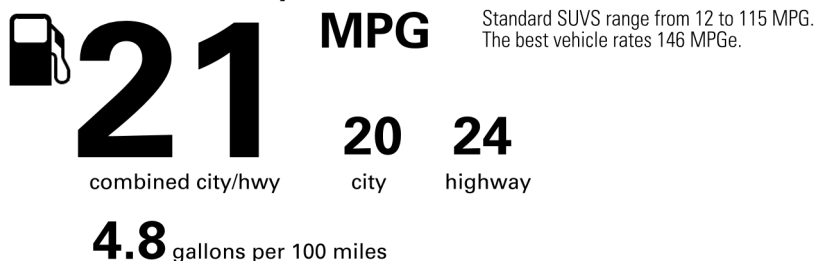 21 MPG
Standard SUVS range from 12 to 115 MPG.
The best vehicle rates 146 MPGe.
20 24
combined city/hwy city highway
4.8 gallons per 100 miles